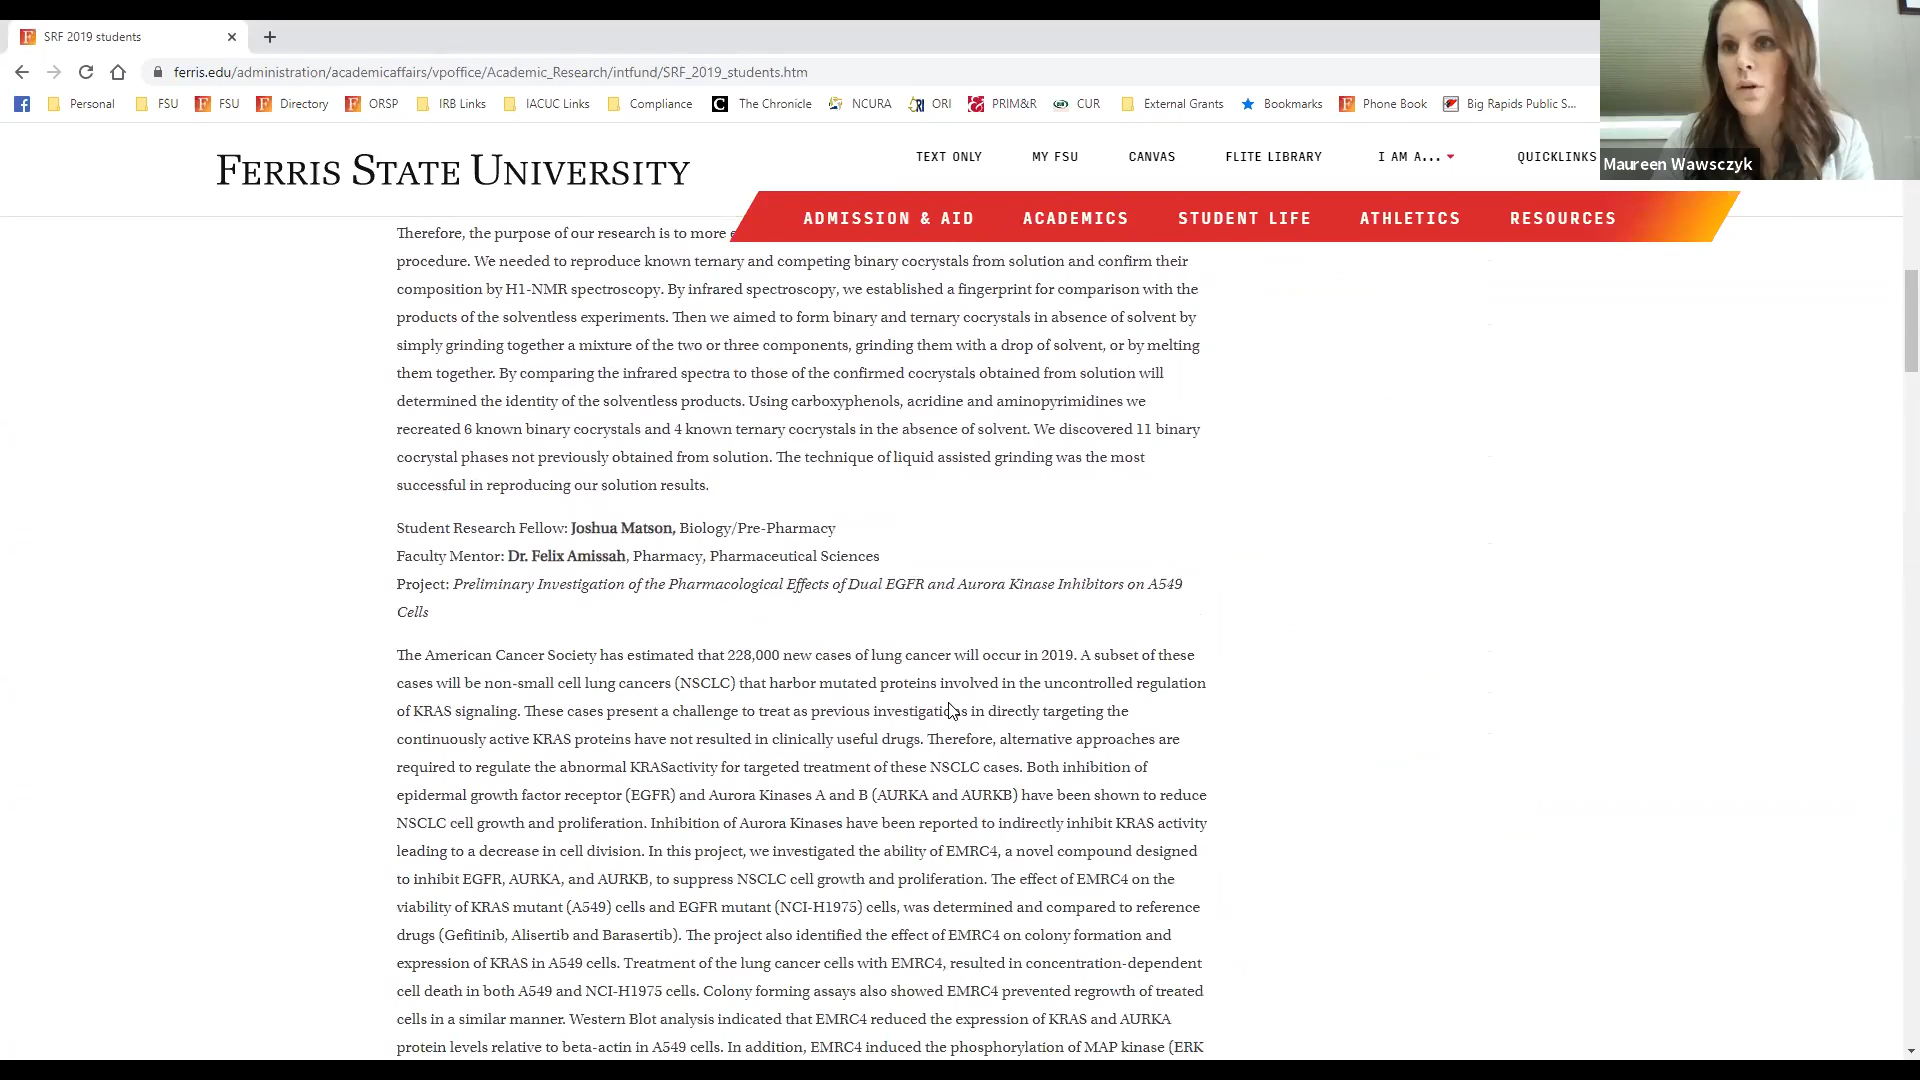 SRF 2019 students
ferris.edu/administration/academicaffairs/vpoffice/Academic_Research/intfund/SRF_2019_students.htm
Personal FSU FSU Directory ORSP IRB Links IACUC Links Compliance The Chronicle NCURA ORI PRIM&R CUR External Grants Bookmarks Phone Book Big Rapids Public S...
Maureen Wawsczyk
FERRIS STATE UNIVERSITY
TEXT ONLY MY FSU CANVAS FLITE LIBRARY I AM A... QUICKLINKS
ADMISSION & AID ACADEMICS STUDENT LIFE ATHLETICS RESOURCES
Therefore, the purpose of our research is to more
procedure. We needed to reproduce known ternary and competing binary cocrystals from solution and confirm their
composition by H1-NMR spectroscopy. By infrared spectroscopy, we established a fingerprint for comparison with the
products of the solventless experiments. Then we aimed to form binary and ternary cocrystals in absence of solvent by
simply grinding together a mixture of the two or three components, grinding them with a drop of solvent, or by melting
them together. By comparing the infrared spectra to those of the confirmed cocrystals obtained from solution will
determined the identity of the solventless products. Using carboxyphenols, acridine and aminopyrimidines we
recreated 6 known binary cocrystals and 4 known ternary cocrystals in the absence of solvent. We discovered 11 binary
cocrystal phases not previously obtained from solution. The technique of liquid assisted grinding was the most
successful in reproducing our solution results.
Student Research Fellow: Joshua Matson, Biology/Pre-Pharmacy
Faculty Mentor: Dr. Felix Amissah, Pharmacy, Pharmaceutical Sciences
Project: Preliminary Investigation of the Pharmacological Effects of Dual EGFR and Aurora Kinase Inhibitors on A549
Cells
The American Cancer Society has estimated that 228,000 new cases of lung cancer will occur in 2019. A subset of these
cases will be non-small cell lung cancers (NSCLC) that harbor mutated proteins involved in the uncontrolled regulation
of KRAS signaling. These cases present a challenge to treat as previous investigations in directly targeting the
continuously active KRAS proteins have not resulted in clinically useful drugs. Therefore, alternative approaches are
required to regulate the abnormal KRASactivity for targeted treatment of these NSCLC cases. Both inhibition of
epidermal growth factor receptor (EGFR) and Aurora Kinases A and B (AURKA and AURKB) have been shown to reduce
NSCLC cell growth and proliferation. Inhibition of Aurora Kinases have been reported to indirectly inhibit KRAS activity
leading to a decrease in cell division. In this project, we investigated the ability of EMRC4, a novel compound designed
to inhibit EGFR, AURKA, and AURKB, to suppress NSCLC cell growth and proliferation. The effect of EMRC4 on the
viability of KRAS mutant (A549) cells and EGFR mutant (NCI-H1975) cells, was determined and compared to reference
drugs (Gefitinib, Alisertib and Barasertib). The project also identified the effect of EMRC4 on colony formation and
expression of KRAS in A549 cells. Treatment of the lung cancer cells with EMRC4, resulted in concentration-dependent
cell death in both A549 and NCI-H1975 cells. Colony forming assays also showed EMRC4 prevented regrowth of treated
cells in a similar manner. Western Blot analysis indicated that EMRC4 reduced the expression of KRAS and AURKA
protein levels relative to beta-actin in A549 cells. In addition, EMRC4 induced the phosphorylation of MAP kinase (ERK